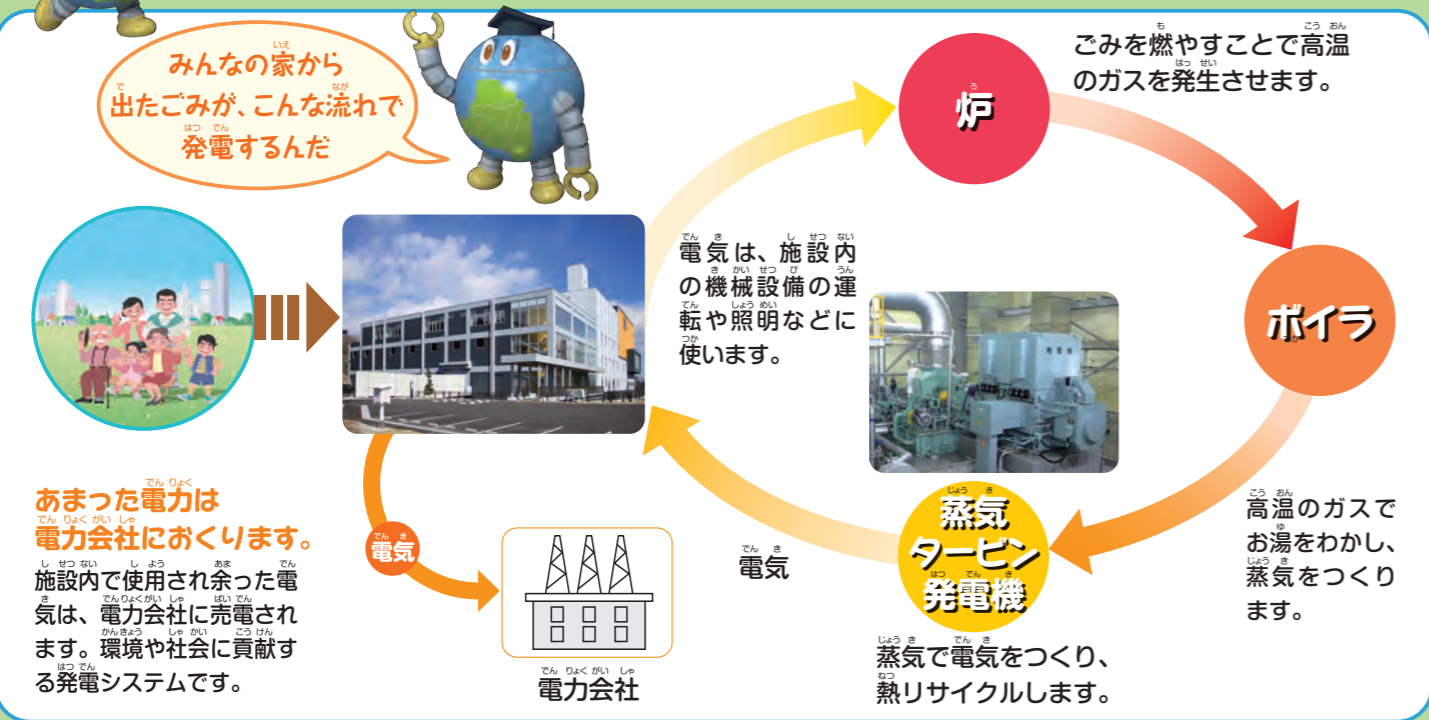 みんなの家から
出たごみが、こんな流れで
発電するんだ
炉
ごみを燃やすことで高温
のガスを発生させます。
ボイラ
電気は、施設内
の機械設備の運
転や照明などに
使います。
高温のガスで
お湯をわかし、
蒸気をつくり
ます。
蒸気
タービン
発電機
蒸気で電気をつくり、
熱リサイクルします。
電気
あまった電力は
電力会社におくります。
施設内で使用され余った電
気は、電力会社に売電され
ます。環境や社会に貢献す
る発電システムです。
電気
電力会社